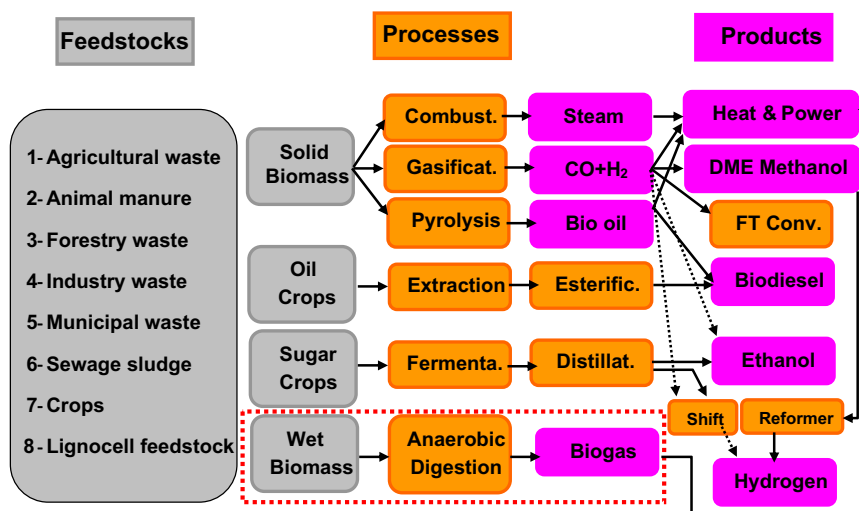 Feedstocks
Processes
Products
1- Agricultural waste
2- Animal manure
3- Forestry waste
4- Industry waste
5- Municipal waste
6- Sewage sludge
7- Crops
8- Lignocell feedstock
Solid
Biomass
Combust.
Steam
Heat & Power
Gasificat.
CO+H₂
DME Methanol
Pyrolysis
Bio oil
FT Conv.
Oil
Crops
Extraction
Esterific.
Biodiesel
Sugar
Crops
Fermenta.
Distillat.
Ethanol
Shift
Reformer
Wet
Biomass
Anaerobic
Digestion
Biogas
Hydrogen